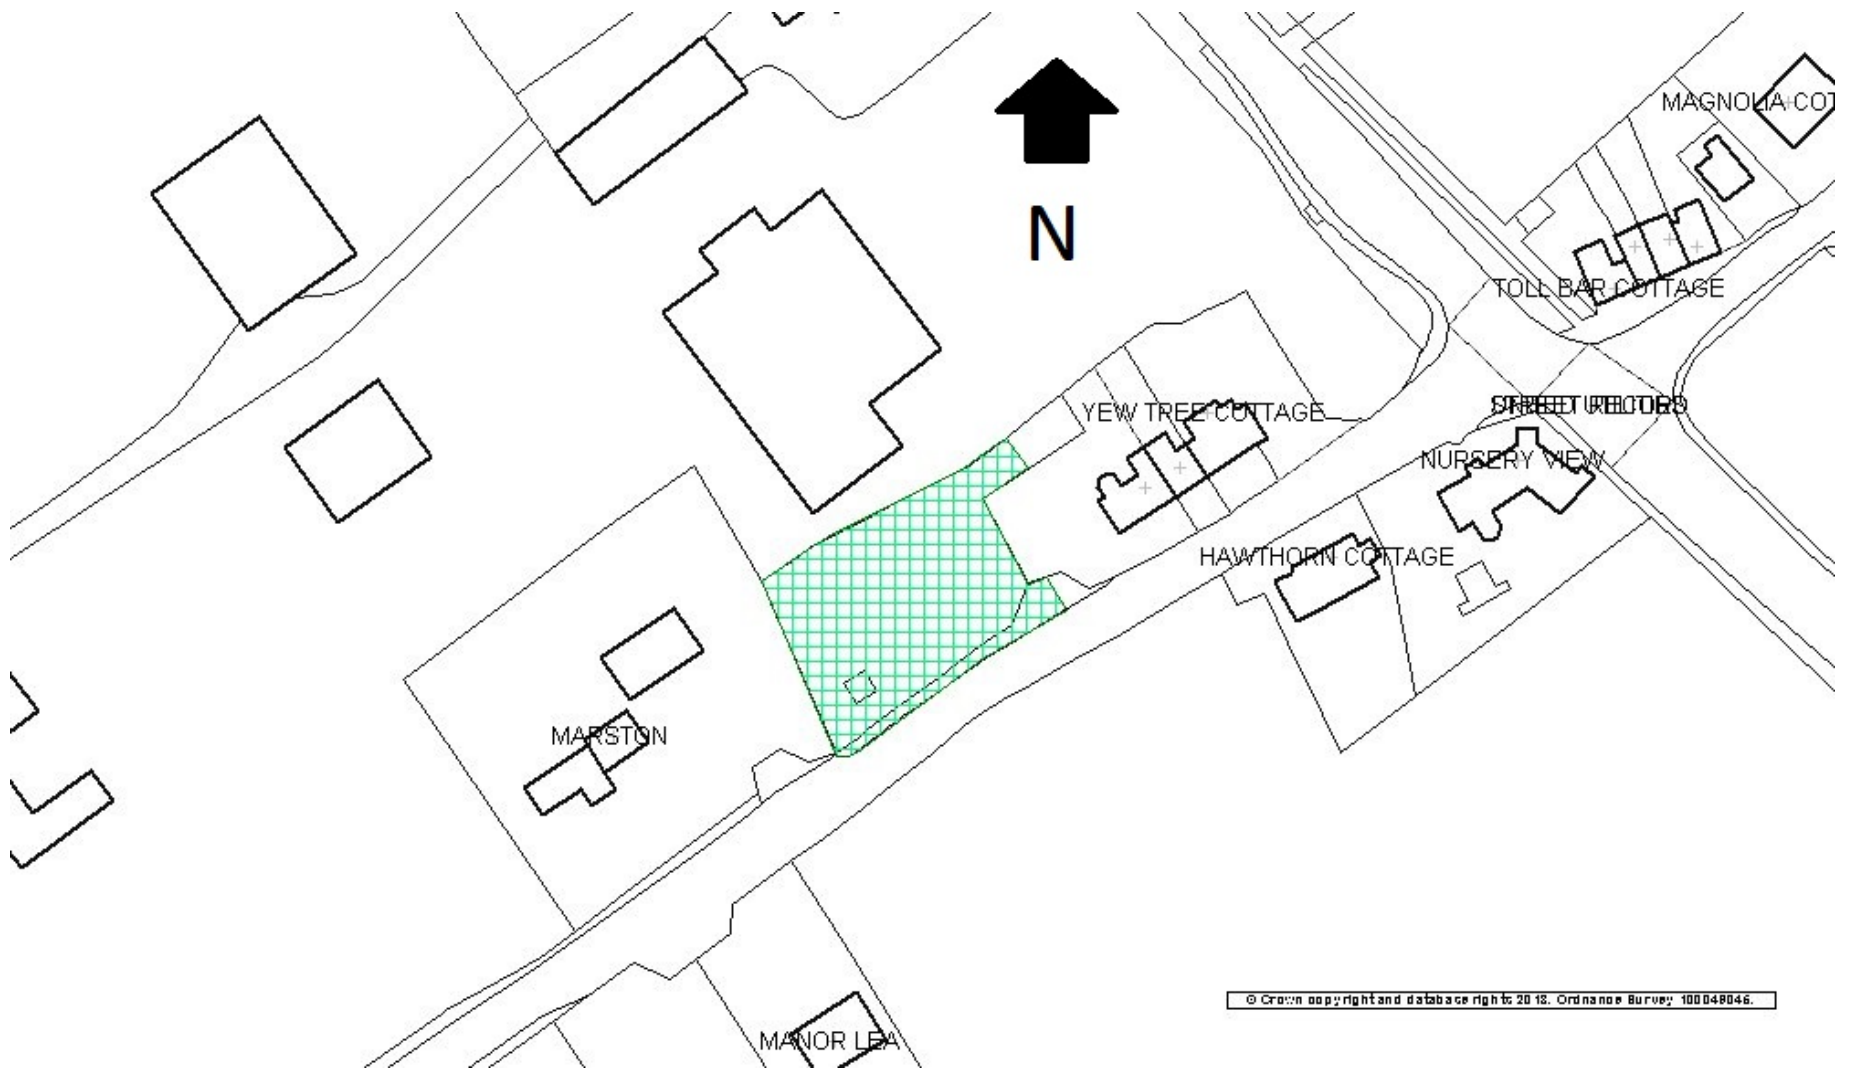 MAGNOLIA COT
N
TOLL BAR COTTAGE
YEW TREE COTTAGE
NURSERY VIEW
HAWTHORN COTTAGE
MARSTON
© Crown copyright and database rights 2018. Ordnance Survey 100049046.
MANOR LEA